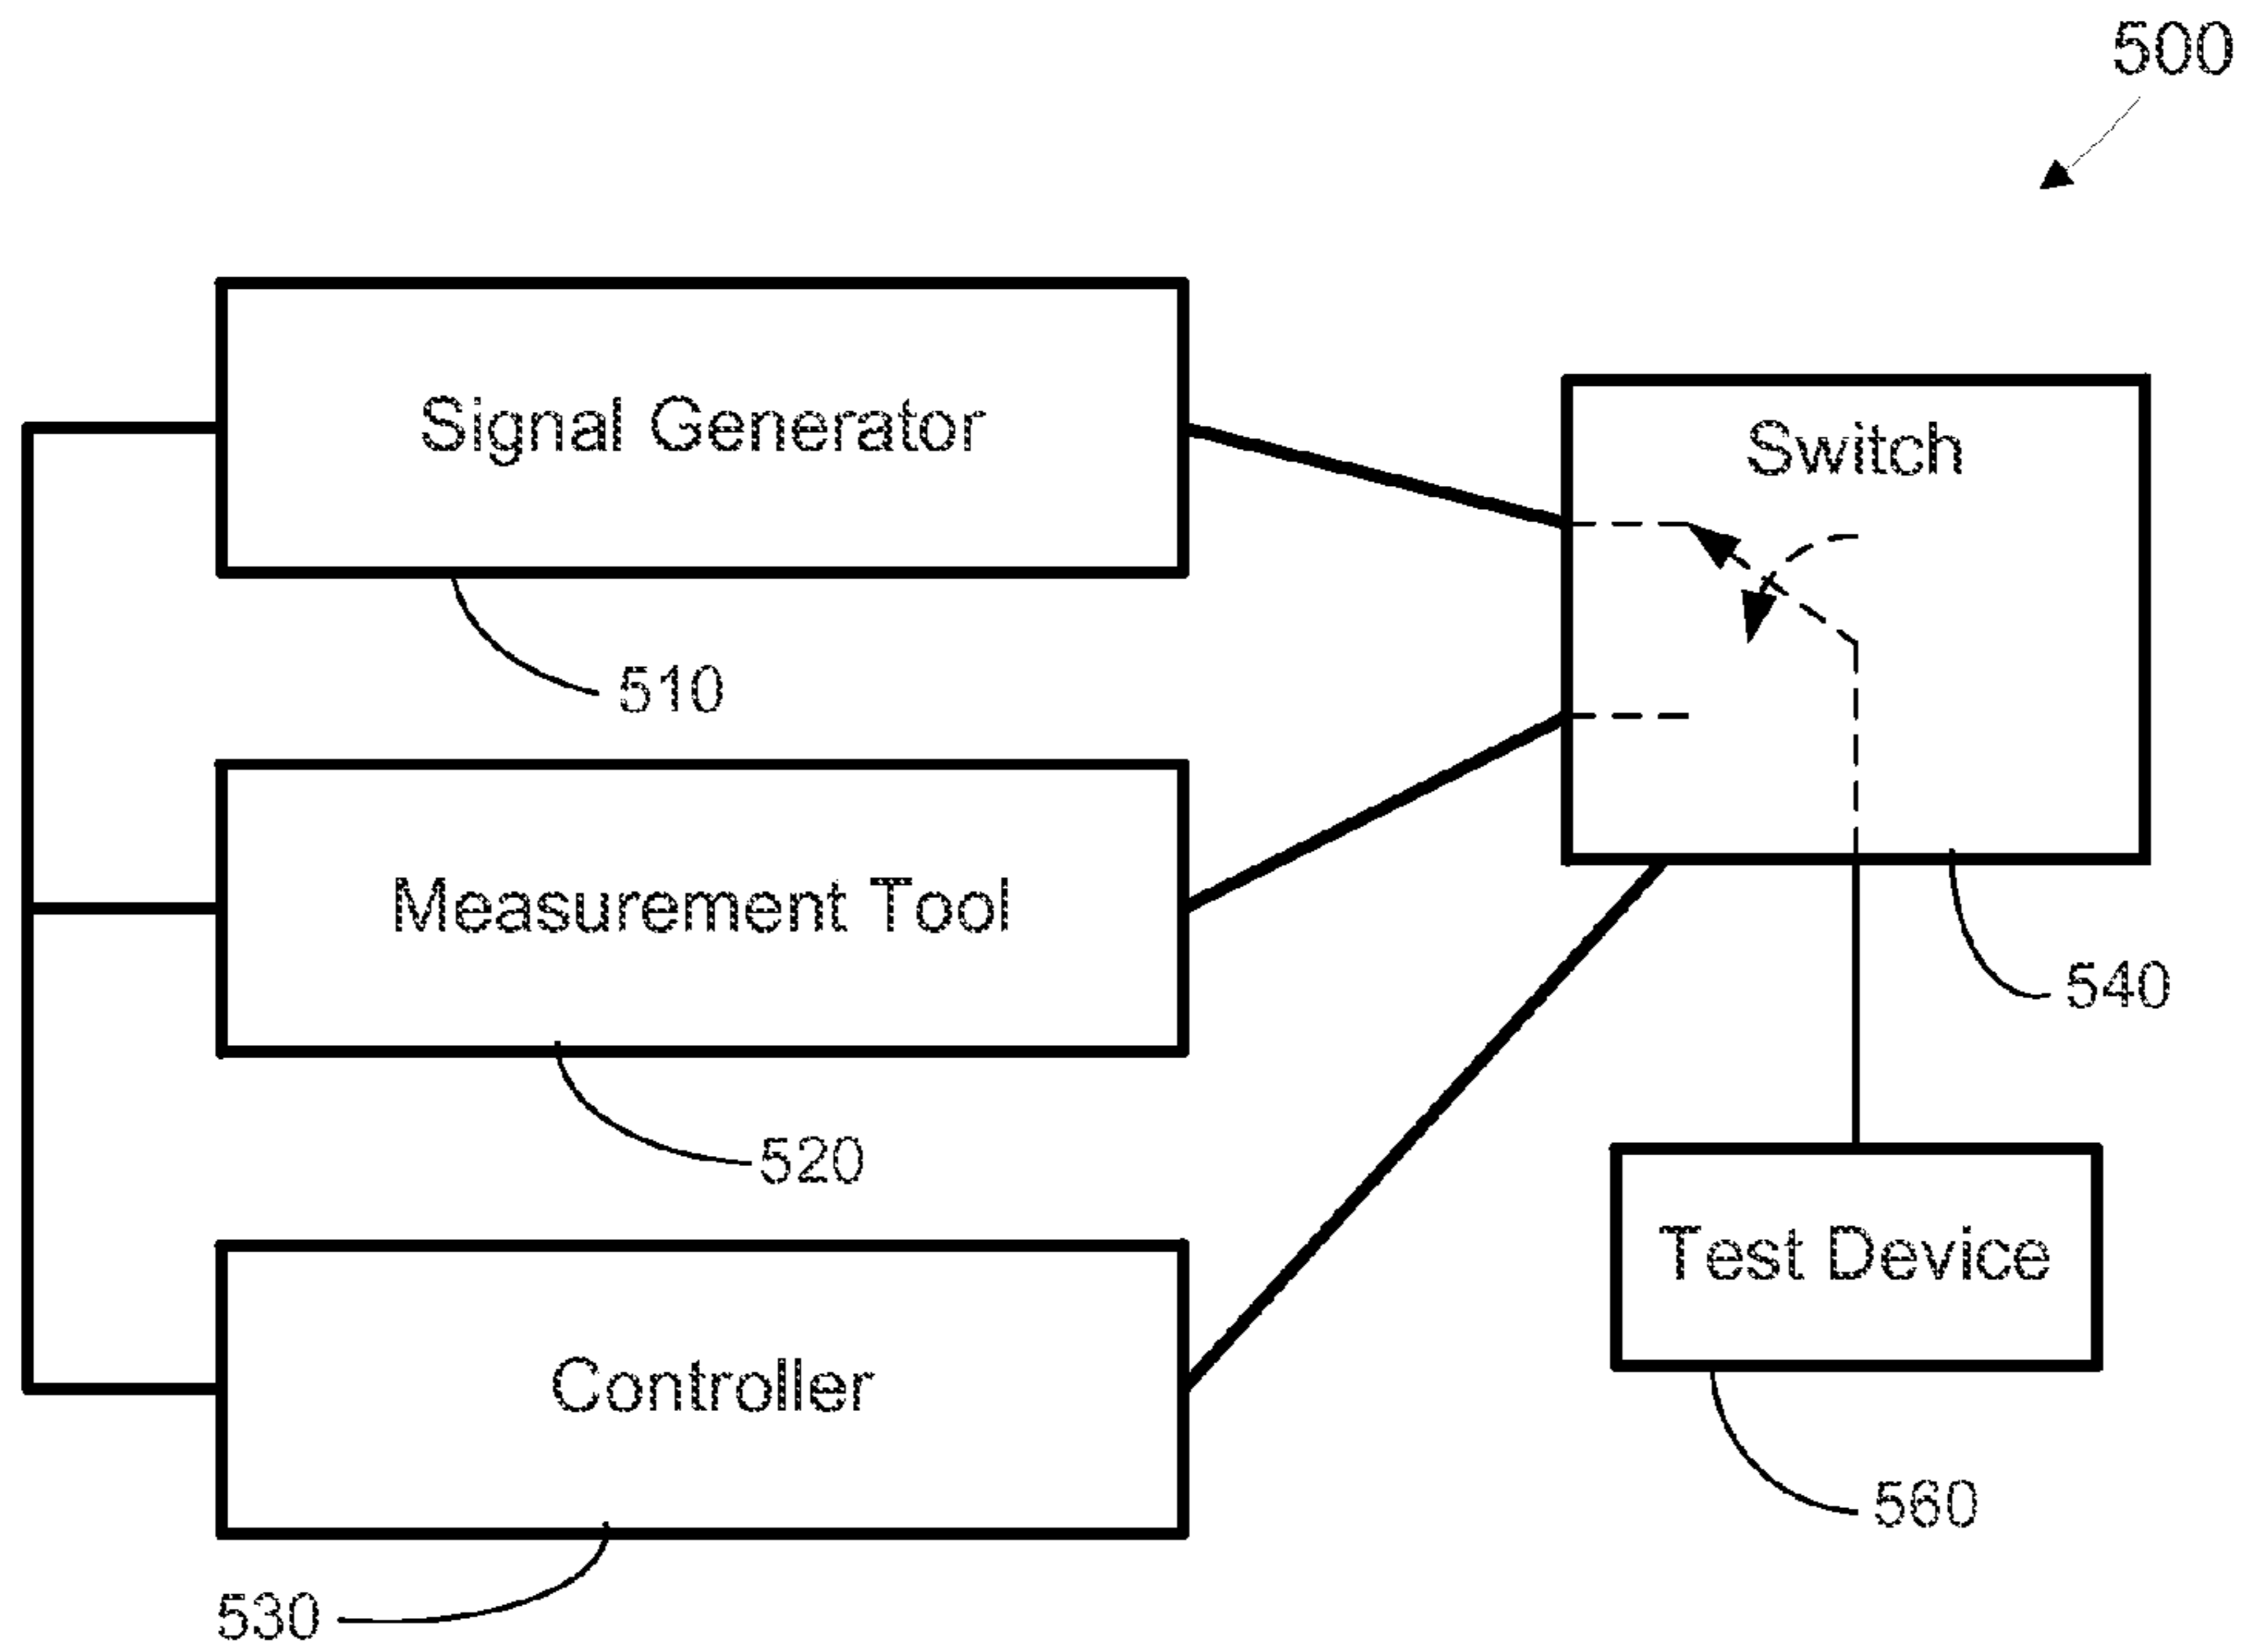 500
Signal Generator
Switch
510
Measurement Tool
540
520
Test Device
Controller
560
530